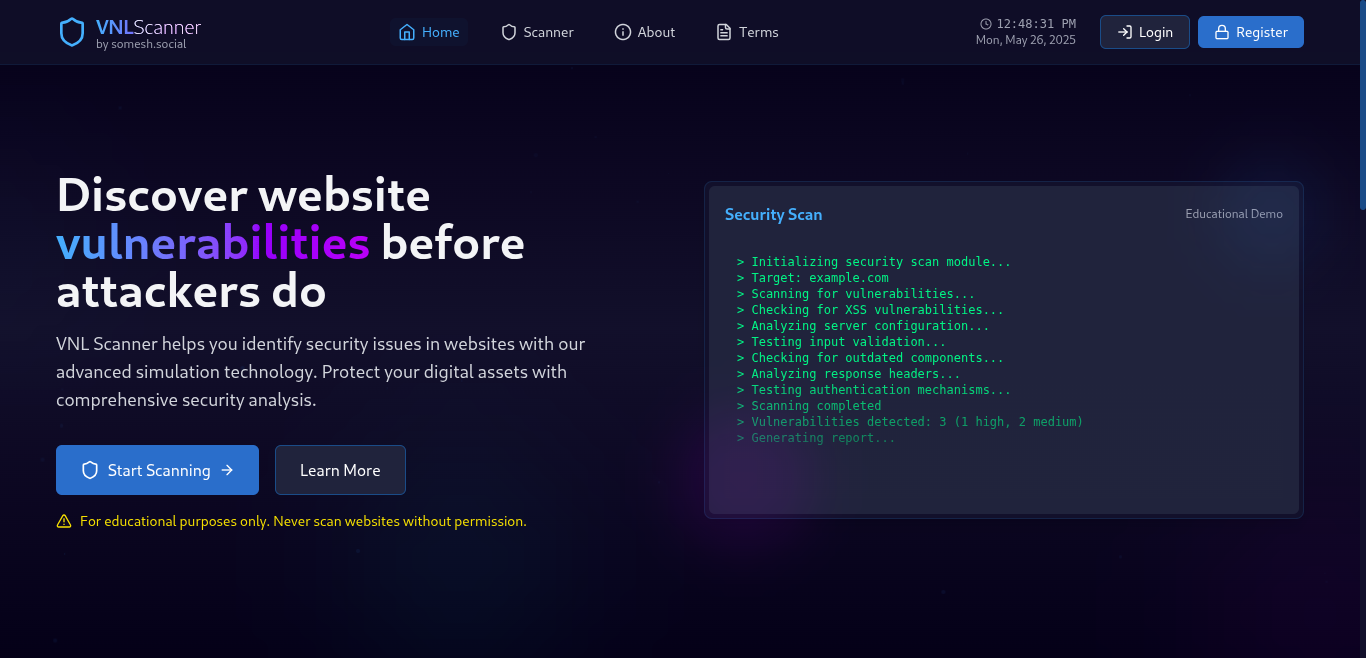 VNLScanner
by somesh.social
Home
Scanner
About
Terms
12:48:31 PM
Mon, May 26, 2025
Login
Register
Discover website
vulnerabilities before
attackers do
VNL Scanner helps you identify security issues in websites with our
advanced simulation technology. Protect your digital assets with
comprehensive security analysis.
Start Scanning
Learn More
For educational purposes only. Never scan websites without permission.
Security Scan
Educational Demo
> Initializing security scan module...
> Target: example.com
> Scanning for vulnerabilities...
> Checking for XSS vulnerabilities...
> Analyzing server configuration...
> Testing input validation...
> Checking for outdated components...
> Analyzing response headers...
> Testing authentication mechanisms...
> Scanning completed
> Vulnerabilities detected: 3 (1 high, 2 medium)
> Generating report...